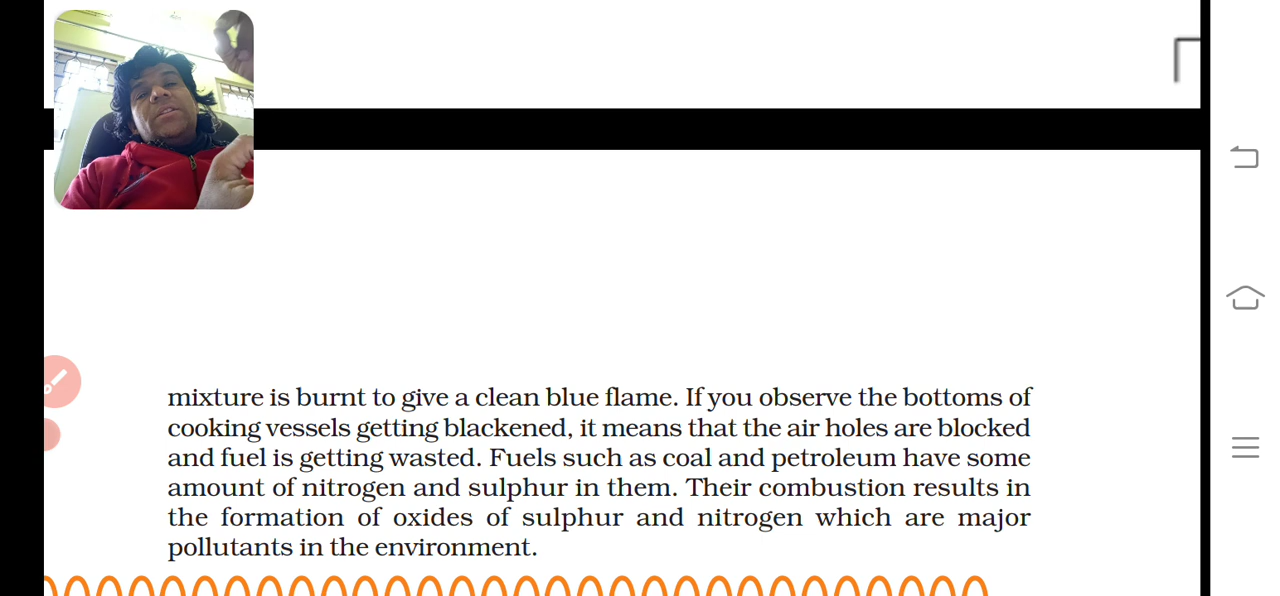 mixture is burnt to give a clean blue flame. If you observe the bottoms of
cooking vessels getting blackened, it means that the air holes are blocked
and fuel is getting wasted. Fuels such as coal and petroleum have some
amount of nitrogen and sulphur in them. Their combustion results in
the formation of oxides of sulphur and nitrogen which are major
pollutants in the environment.